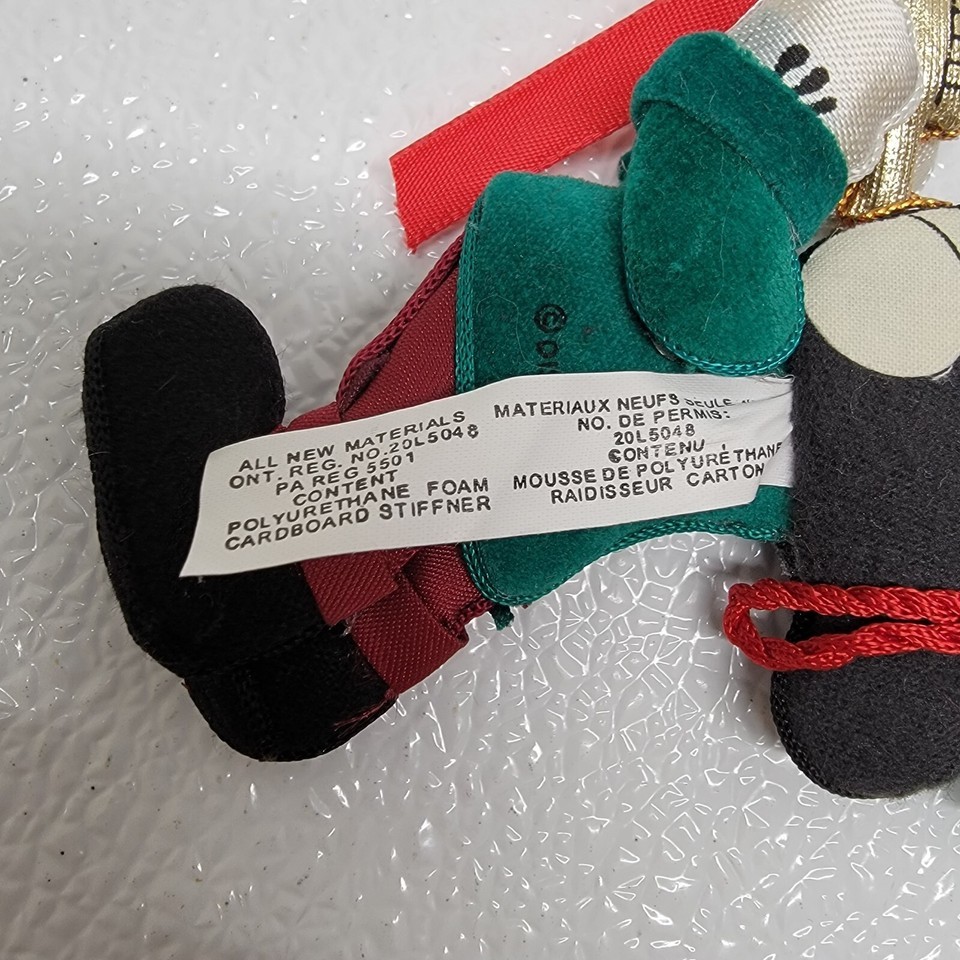 ALL NEW MATERIALS
ONT. REG. NO. 20L5048
PA REG 5501
CONTENT
POLYURETHANE FOAM
CARDBOARD STIFFNER
MATERIAUX NEUFS SEULE
NO. DE PERMIS:
20L5048
CONTENU
MOUSSE DE POLYURÉTHANE
RAIDISSEUR CARTON
©